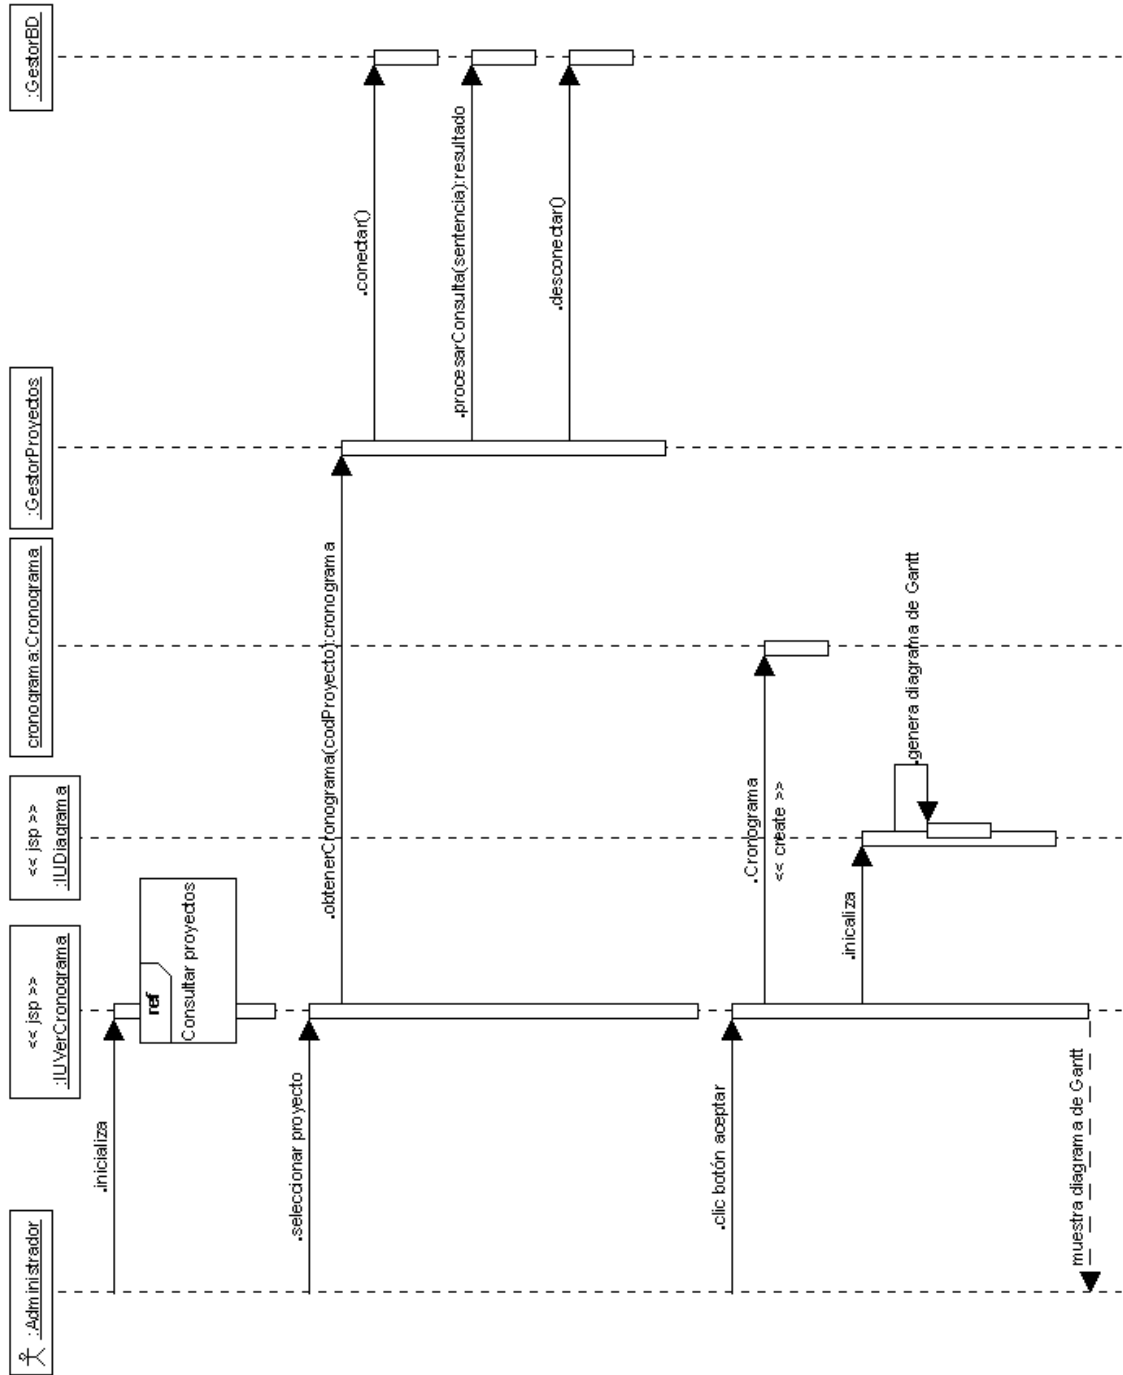 :Administrador
<< jsp >>
:IUVerCronograma
<< jsp >>
:IUDiagrama
cronograma:Cronograma
:GestorProyectos
:GestorBD
.inicializa
ref
Consultar proyectos
.seleccionar proyecto
.obtenerCronograma(codProyecto):cronograma
.conectar()
.procesarConsulta(sentencia):resultado
.desconectar()
.clic botón aceptar
.Cronograma
<< create >>
.inicaliza
.genera diagrama de Gantt
muestra diagrama de Gantt